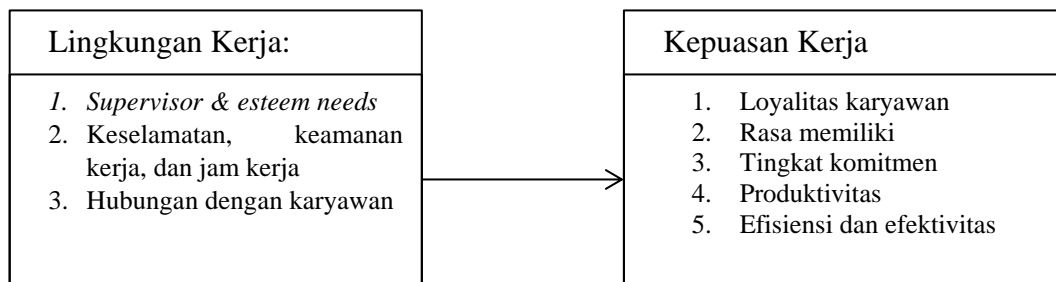 Lingkungan Kerja:
1. Supervisor & esteem needs
2. Keselamatan, keamanan
kerja, dan jam kerja
3. Hubungan dengan karyawan
Kepuasan Kerja
1. Loyalitas karyawan
2. Rasa memiliki
3. Tingkat komitmen
4. Produktivitas
5. Efisiensi dan efektivitas